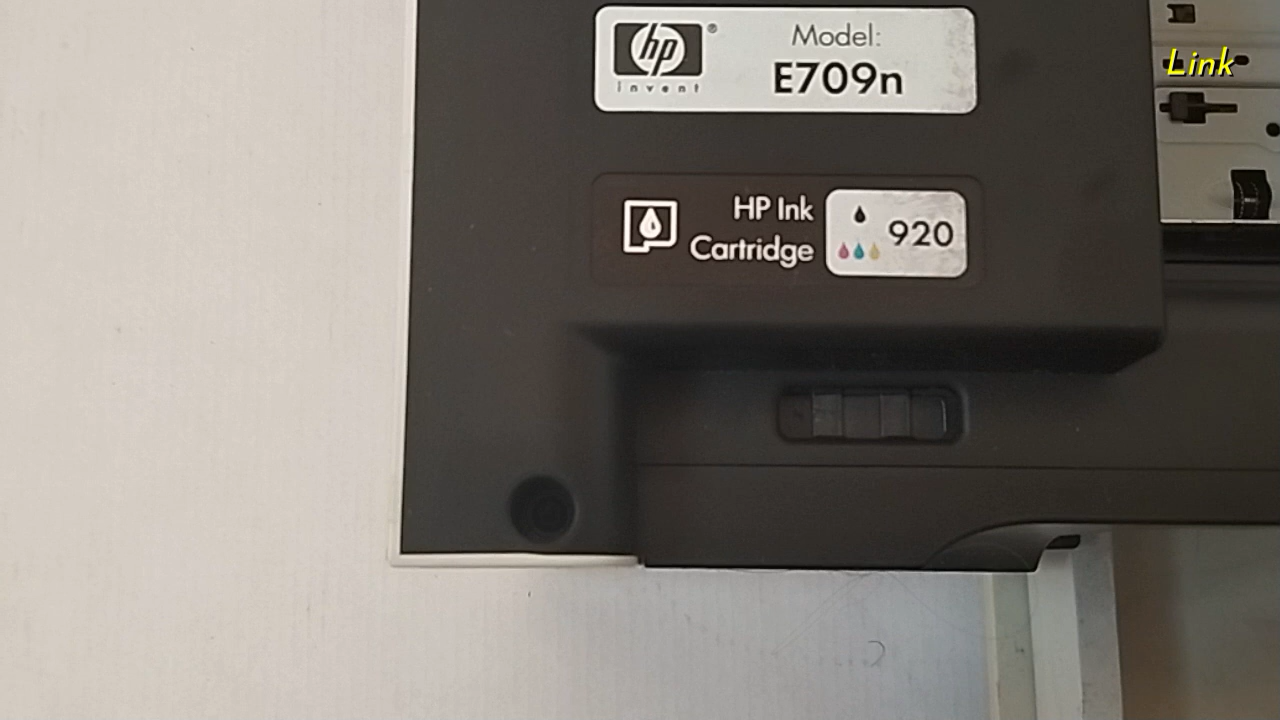 hp
invent
®
Model:
E709n
Link
HP Ink
Cartridge
920